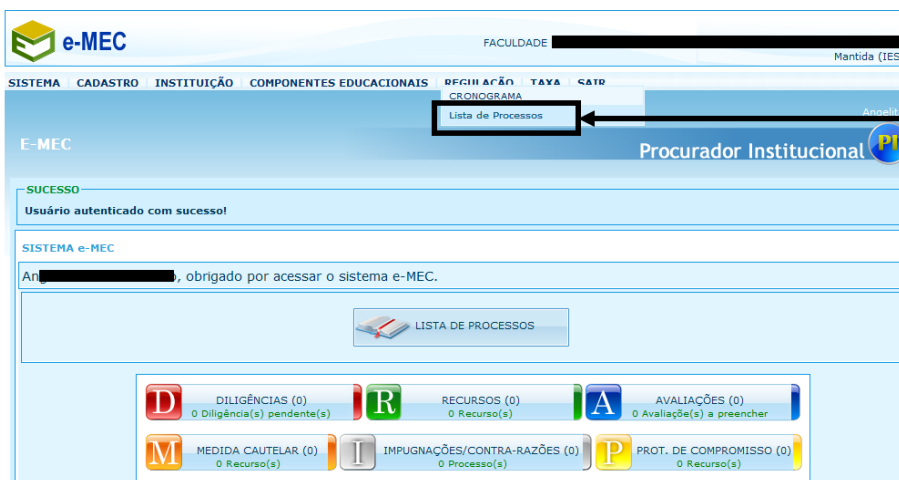 e-MEC
FACULDADE
Mantida (IES
SISTEMA CADASTRO INSTITUIÇÃO COMPONENTES EDUCACIONAIS REGULAÇÃO TAXA SAIR
CRONOGRAMA
Lista de Processos
Angelit
E-MEC
Procurador Institucional PI
SUCESSO
Usuário autenticado com sucesso!
SISTEMA e-MEC
An , obrigado por acessar o sistema e-MEC.
LISTA DE PROCESSOS
D DILIGÊNCIAS (0) R RECURSOS (0) A AVALIAÇÕES (0)
0 Diligência(s) pendente(s) 0 Recurso(s) 0 Avaliação(s) a preencher
M MEDIDA CAUTELAR (0) I IMPUGNAÇÕES/CONTRA-RAZÕES (0) P PROT. DE COMPROMISSO (0)
0 Recurso(s) 0 Processo(s) 0 Recurso(s)